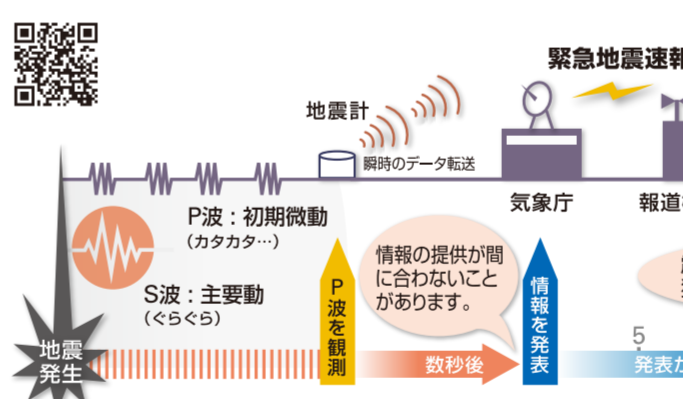 緊急地震速報
地震計
瞬時のデータ転送
気象庁
報道
P波：初期微動
（カタカタ…）
S波：主要動
（ぐらぐら）
情報の提供が間
に合わないこと
があります。
P波を観測
情報を発表
地震
発生
数秒後
5
発表か